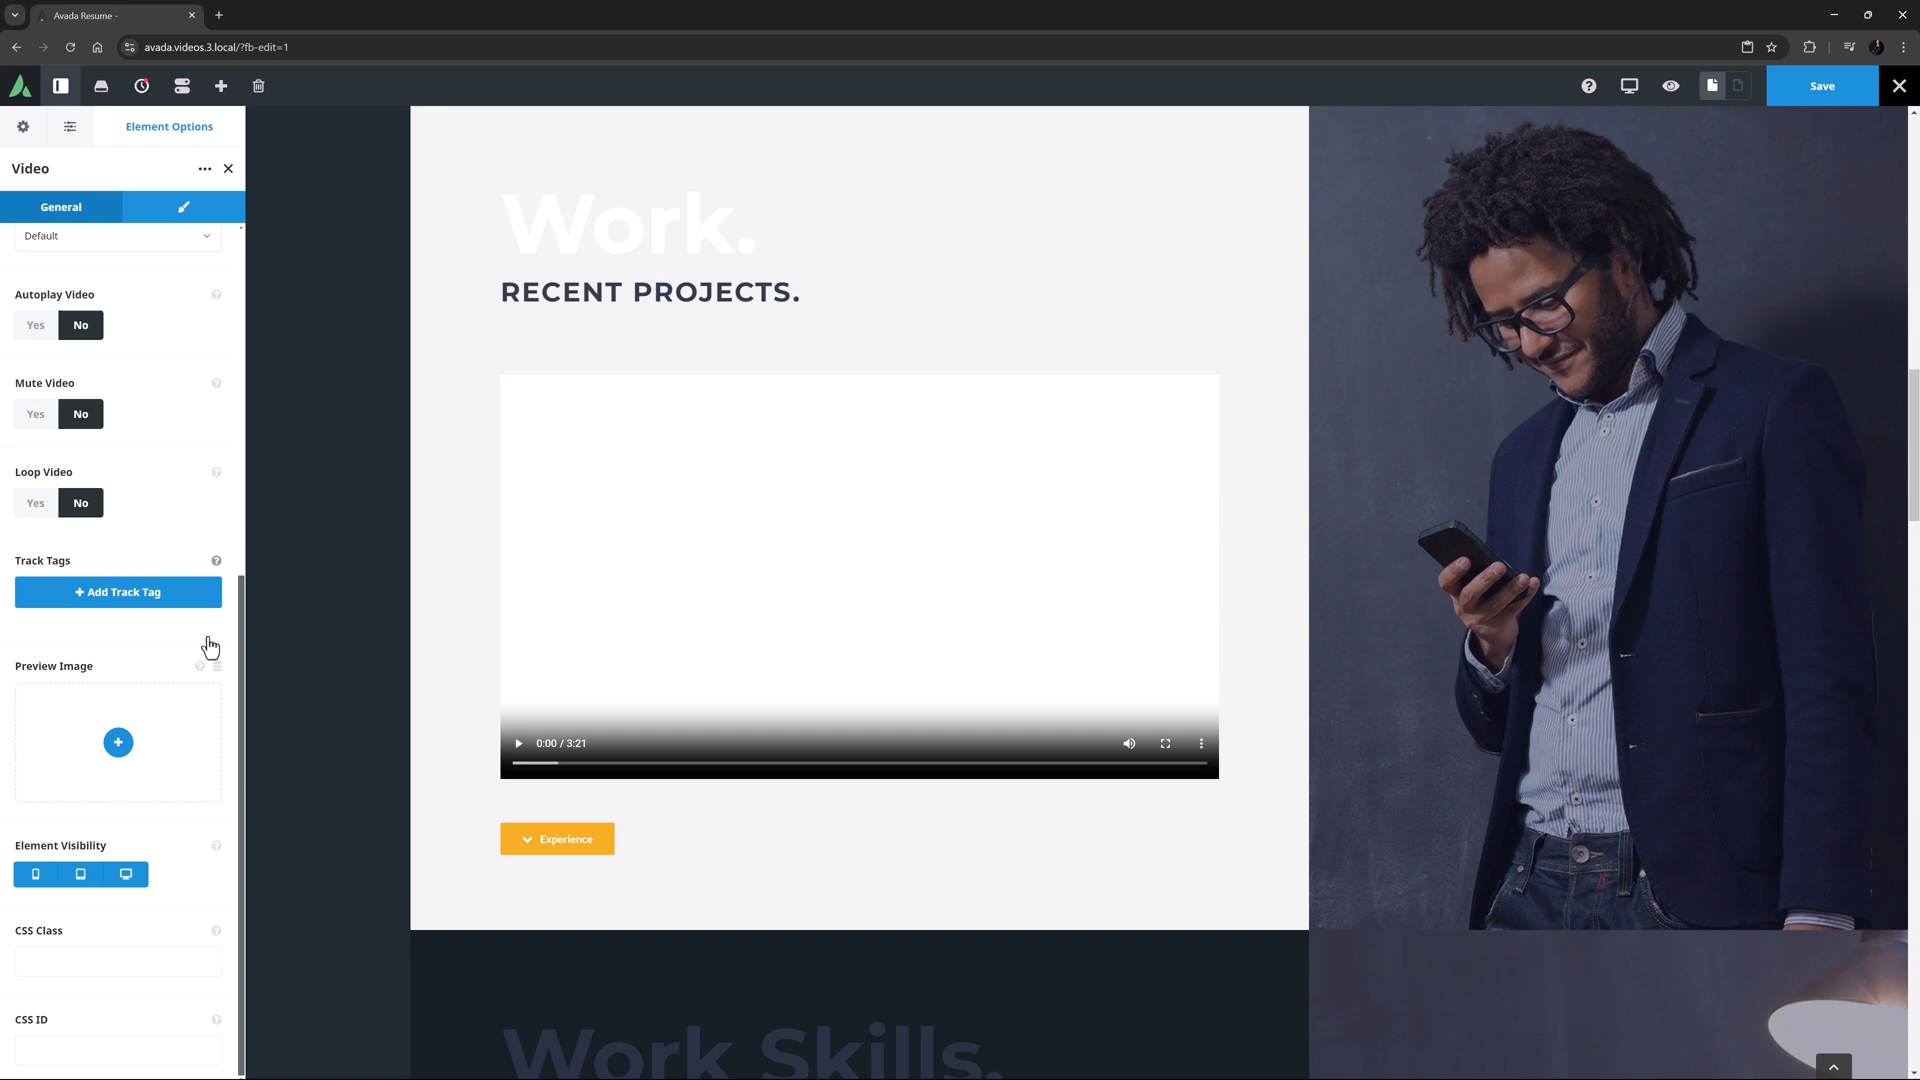 Avada Resume -
avada.videos.3.local/?fb-edit=1
Save
Element Options
Video
General
Default
Autoplay Video
Yes No
Mute Video
Yes No
Loop Video
Yes No
Track Tags
+ Add Track Tag
Preview Image
Element Visibility
CSS Class
CSS ID
Work.
RECENT PROJECTS.
0:00 / 3:21
Experience
Work Skills.